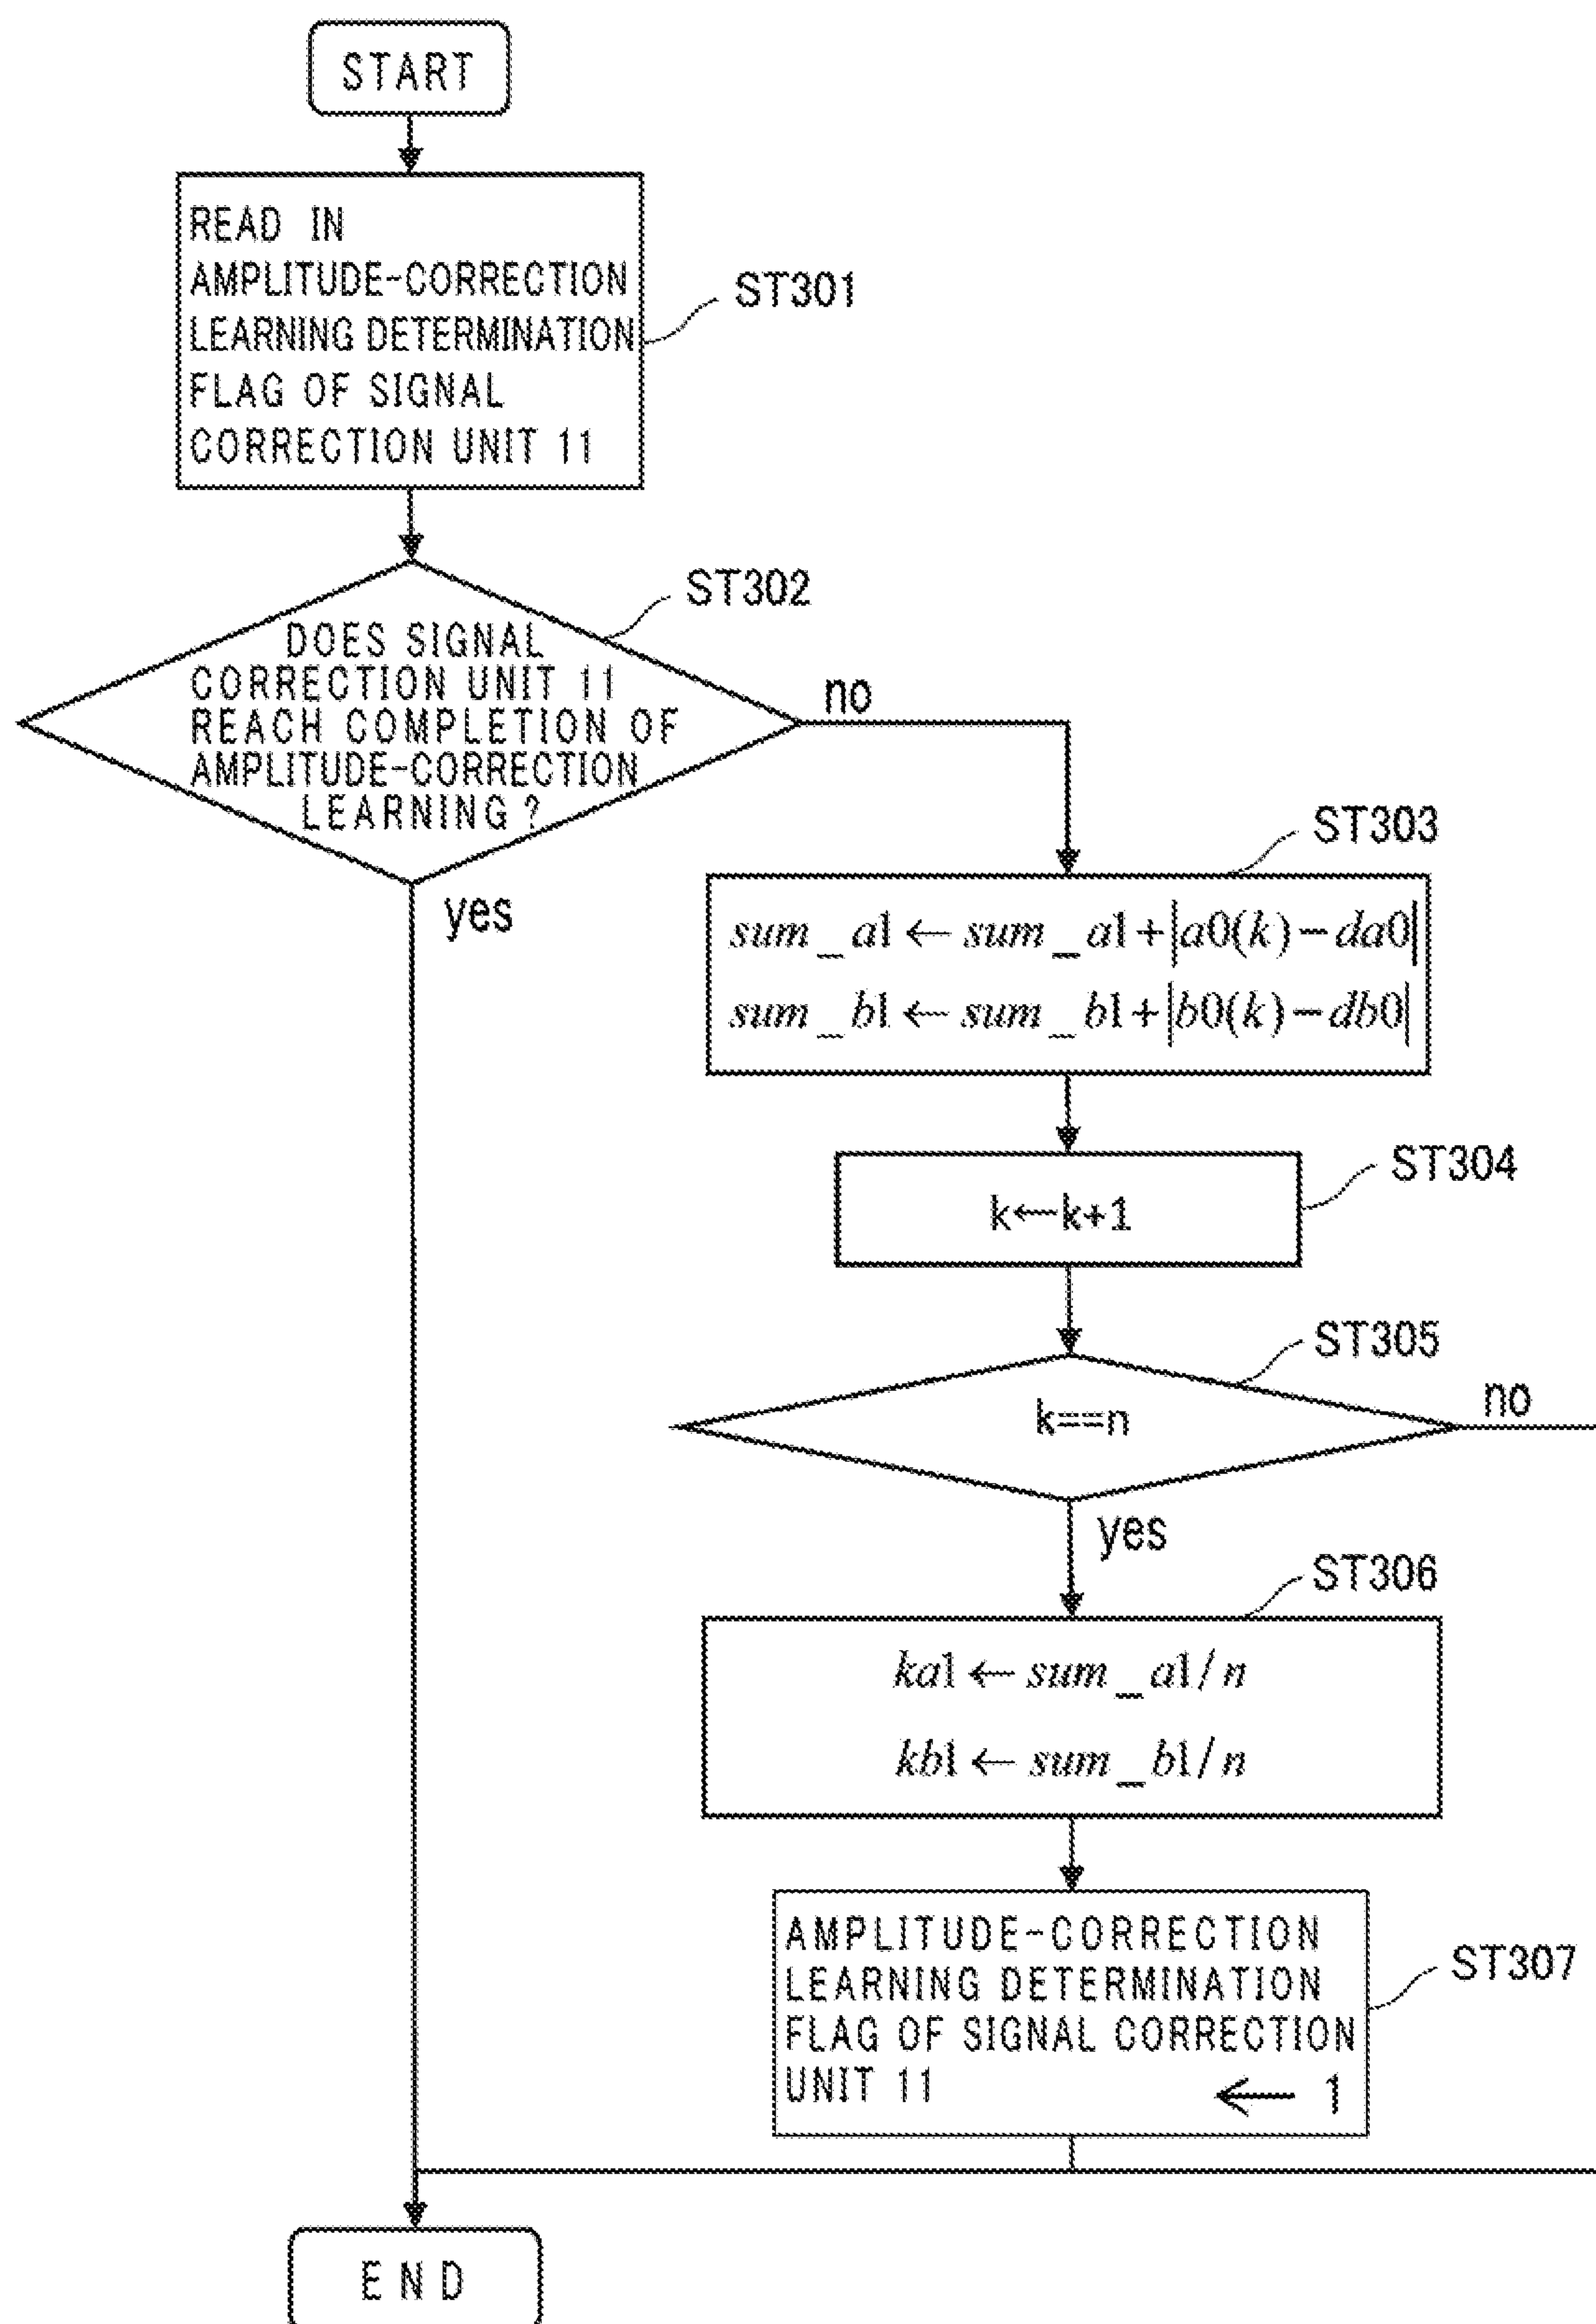 START
READ IN
AMPLITUDE-CORRECTION
LEARNING DETERMINATION
FLAG OF SIGNAL
CORRECTION UNIT 11
ST301
ST302
DOES SIGNAL
CORRECTION UNIT 11
REACH COMPLETION OF
AMPLITUDE-CORRECTION
LEARNING?
no
yes
ST303
sum_a1 ← sum_a1+|a0(k)−da0|
sum_b1 ← sum_b1+|b0(k)−db0|
ST304
k←k+1
ST305
k==n
no
yes
ST306
ka1 ← sum_a1/n
kb1 ← sum_b1/n
ST307
AMPLITUDE-CORRECTION
LEARNING DETERMINATION
FLAG OF SIGNAL CORRECTION
UNIT 11 ← 1
END